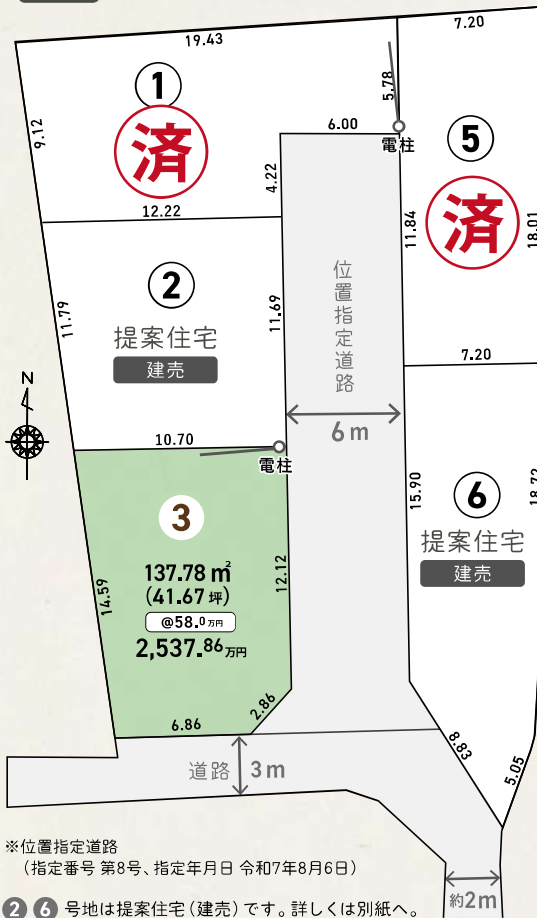 19.43
7.20
①
済
9.12
5.78
6.00
電柱
⑤
済
4.22
12.22
11.84
18.01
②
提案住宅
建売
11.79
11.69
位置指定道路
7.20
N
6m
10.70
電柱
15.90
⑥
18.72
提案住宅
建売
3
137.78㎡
(41.67坪)
@58.0万円
2,537.86万円
14.59
12.12
2.86
6.86
8.83
5.05
道路 3m
※位置指定道路
(指定番号 第8号、指定年月日 令和7年8月6日)
約2m
❷ ❻ 号地は提案住宅(建売)です。詳しくは別紙へ。